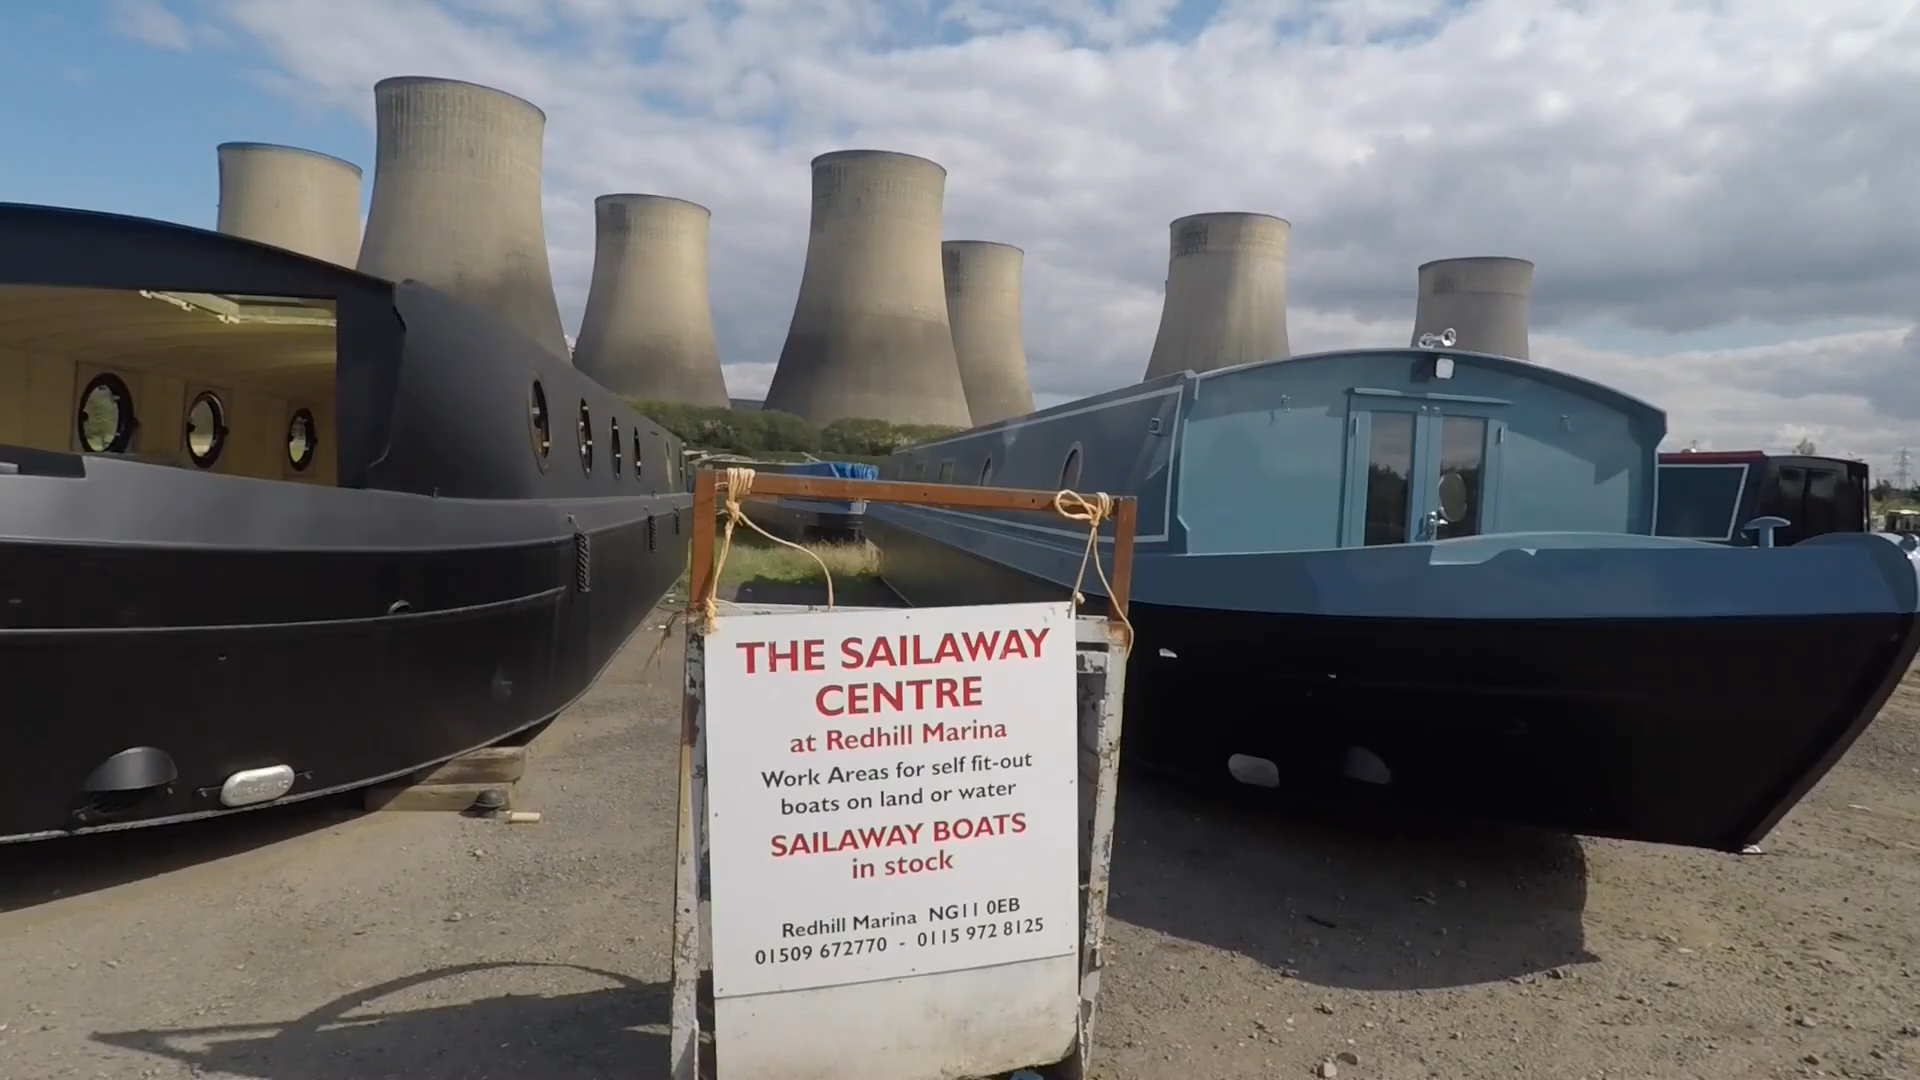 THE SAILAWAY
CENTRE
at Redhill Marina
Work Areas for self fit-out
boats on land or water
SAILAWAY BOATS
in stock
Redhill Marina NG11 0EB
01509 672770 - 0115 972 8125